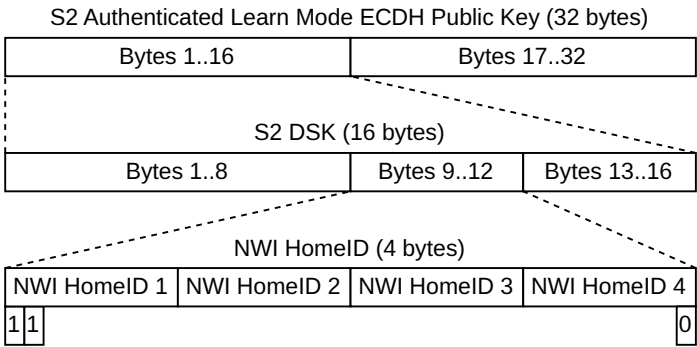 S2 Authenticated Learn Mode ECDH Public Key (32 bytes)
Bytes 1..16 Bytes 17..32
S2 DSK (16 bytes)
Bytes 1..8 Bytes 9..12 Bytes 13..16
NWI HomeID (4 bytes)
NWI HomeID 1 NWI HomeID 2 NWI HomeID 3 NWI HomeID 4
1 1 0